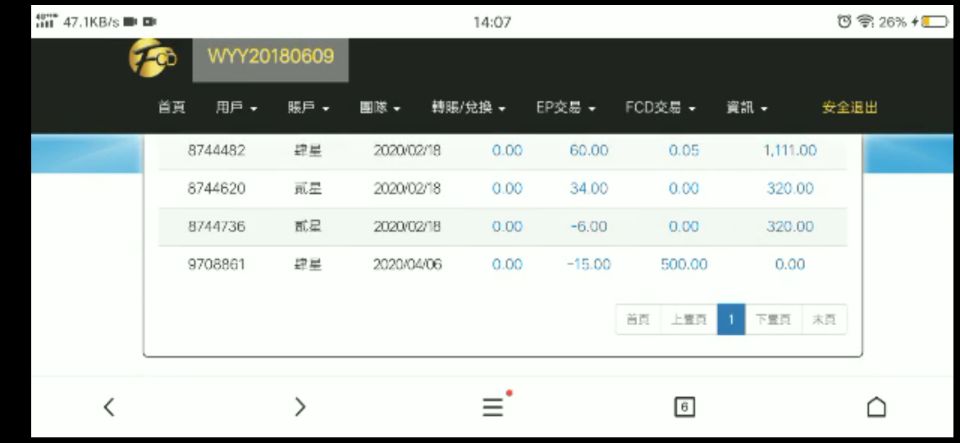 47.1KB/s 14:07 26%
FCD WYY20180609
首頁 用戶 賬戶 團隊 轉賬/兌換 EP交易 FCD交易 資訊 安全退出
8744482 肆星 2020/02/18 0.00 60.00 0.05 1,111.00
8744620 貳星 2020/02/18 0.00 34.00 0.00 320.00
8744736 貳星 2020/02/18 0.00 -6.00 0.00 320.00
9708861 肆星 2020/04/06 0.00 -15.00 500.00 0.00
首頁 上壹頁 1 下壹頁 末頁
6